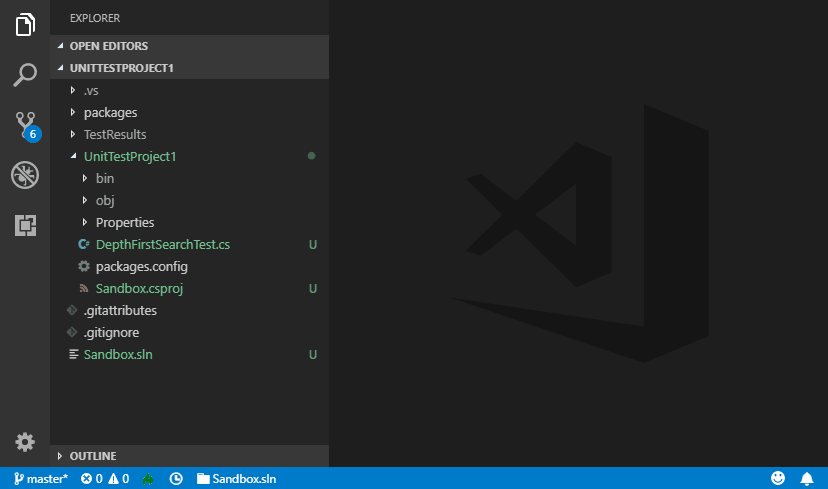 EXPLORER
OPEN EDITORS
UNITTESTPROJECT1
.vs
packages
TestResults
UnitTestProject1
bin
obj
Properties
C# DepthFirstSearchTest.cs U
packages.config
Sandbox.csproj U
.gitattributes
.gitignore
Sandbox.sln U
6
OUTLINE
master* 0 0 Sandbox.sln